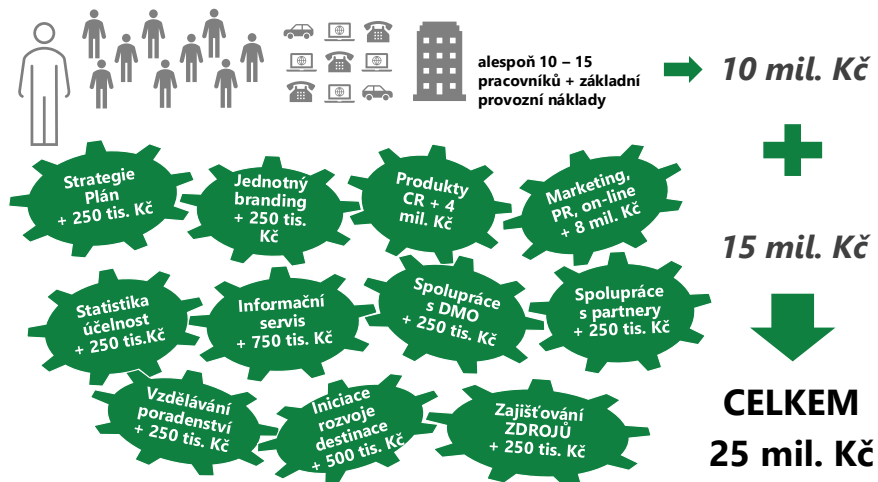 alespoň 10 – 15
pracovníků + základní
provozní náklady
10 mil. Kč
Strategie
Plán
+ 250 tis. Kč
Jednotný
branding
+ 250 tis.
Kč
Produkty
CR + 4
mil. Kč
Marketing,
PR, on-line
+ 8 mil. Kč
15 mil. Kč
Statistika
účelnost
+ 250 tis.Kč
Informační
servis
+ 750 tis. Kč
Spolupráce
s DMO
+ 250 tis. Kč
Spolupráce
s partnery
+ 250 tis. Kč
Vzdělávání
poradenství
+ 250 tis. Kč
Iniciace
rozvoje
destinace
+ 500 tis. Kč
Zajišťování
ZDROJŮ
+ 250 tis. Kč
CELKEM
25 mil. Kč